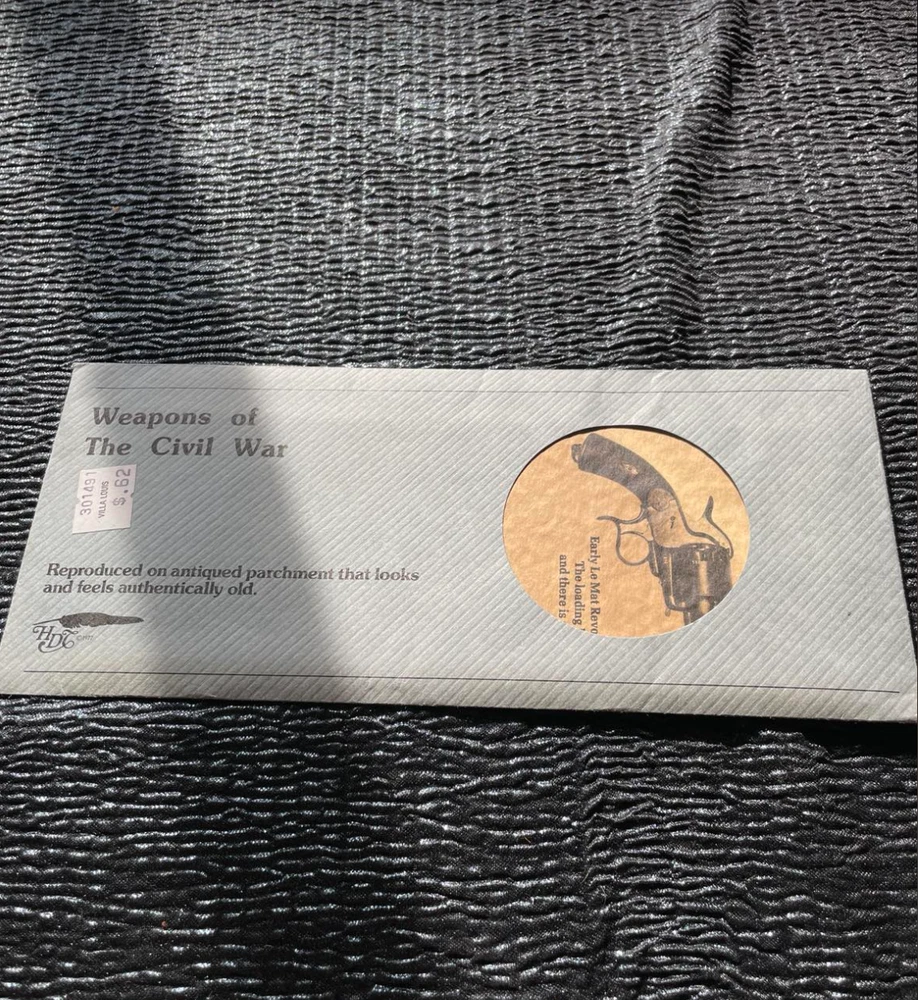 Weapons of
The Civil War
301491
VILLA LOUIS
$.62
Reproduced on antiqued parchment that looks
and feels authentically old.
HDT
Early Le Mat Revo
The loading
and there is